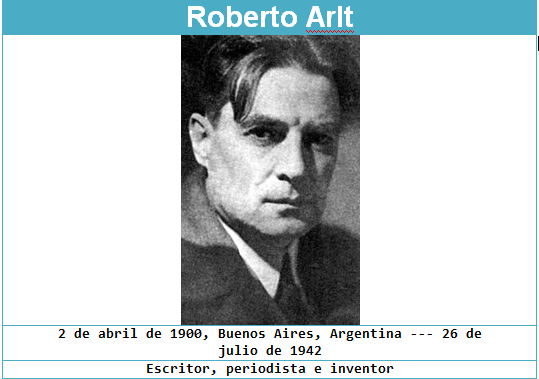 Roberto Arlt
2 de abril de 1900, Buenos Aires, Argentina --- 26 de
julio de 1942
Escritor, periodista e inventor